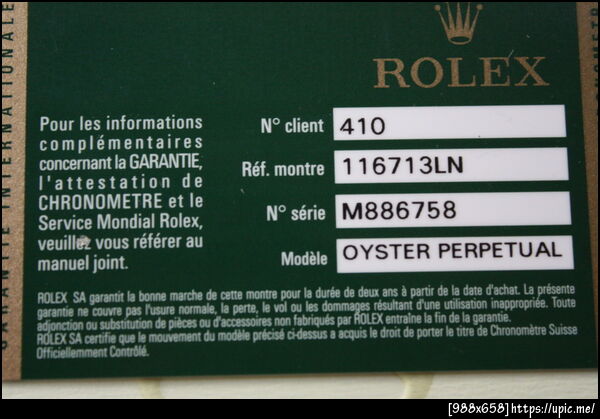 ROLEX
Pour les informations
complémentaires
concernant la GARANTIE,
l'attestation de
CHRONOMETRE et le
Service Mondial Rolex,
veuillez vous référer au
manuel joint.
N° client 410
Réf. montre 116713LN
N° série M886758
Modèle OYSTER PERPETUAL
ROLEX SA garantit la bonne marche de cette montre pour la durée de deux ans à partir de la date d'achat. La présente
garantie ne couvre pas l'usure normale, la perte, le vol ou les dommages résultant d'une utilisation inappropriée. Toute
adjonction ou substitution de pièces ou d'accessoires non fabriqués par ROLEX entraîne la fin de la garantie.
ROLEX SA certifie que le mouvement du modèle précisé ci-dessus a acquis le droit de porter le titre de Chronomètre Suisse
Officiellement Contrôlé.
INTERNATIONALE
[988x658]https://upic.me/